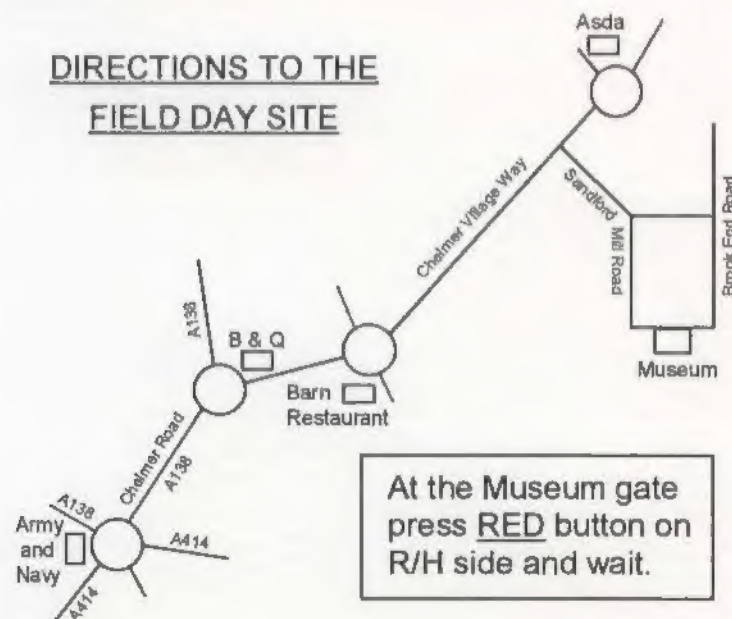 DIRECTIONS TO THE
FIELD DAY SITE
Asda
Chelmer Village Way
Sandford
Mill Road
Brook End Road
Museum
A138
B & Q
Barn
Restaurant
Chelmer Road
A138
A138
Army
and
Navy
A414
A414
At the Museum gate
press RED button on
R/H side and wait.